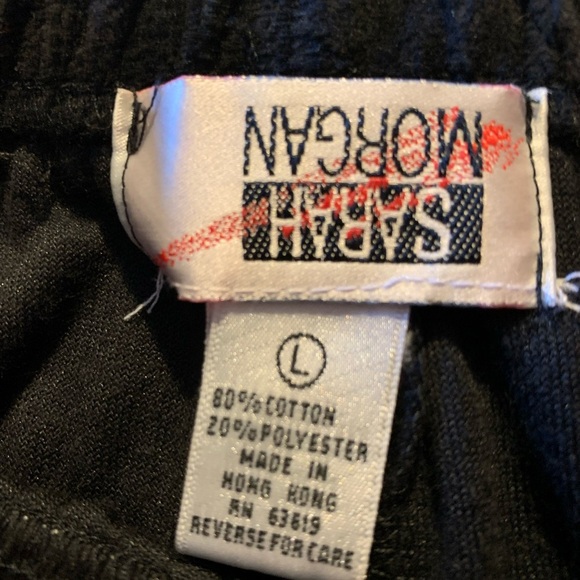 SARAH
MORGAN
L
80% COTTON
20% POLYESTER
MADE IN
HONG KONG
RN 63619
REVERSE FOR CARE